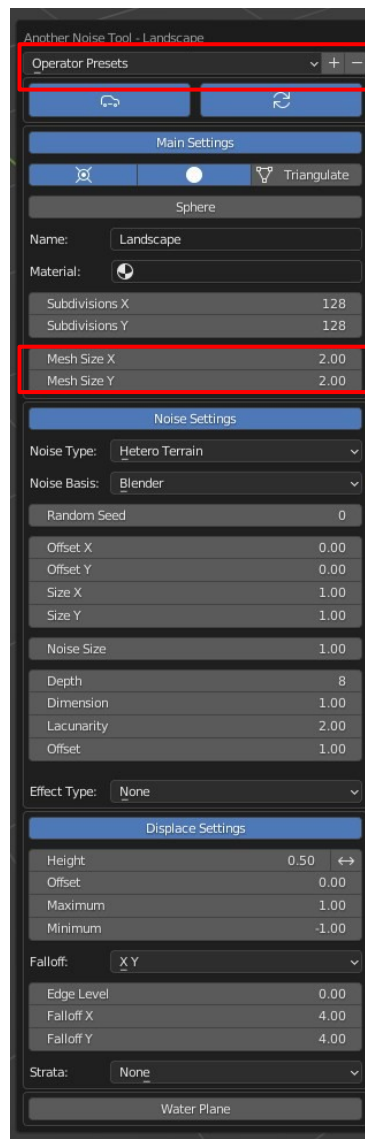 Another Noise Tool - Landscape
Operator Presets
Main Settings
Triangulate
Sphere
Name: Landscape
Material:
Subdivisions X 128
Subdivisions Y 128
Mesh Size X 2.00
Mesh Size Y 2.00
Noise Settings
Noise Type: Hetero Terrain
Noise Basis: Blender
Random Seed 0
Offset X 0.00
Offset Y 0.00
Size X 1.00
Size Y 1.00
Noise Size 1.00
Depth 8
Dimension 1.00
Lacunarity 2.00
Offset 1.00
Effect Type: None
Displace Settings
Height 0.50
Offset 0.00
Maximum 1.00
Minimum -1.00
Falloff: X Y
Edge Level 0.00
Falloff X 4.00
Falloff Y 4.00
Strata: None
Water Plane